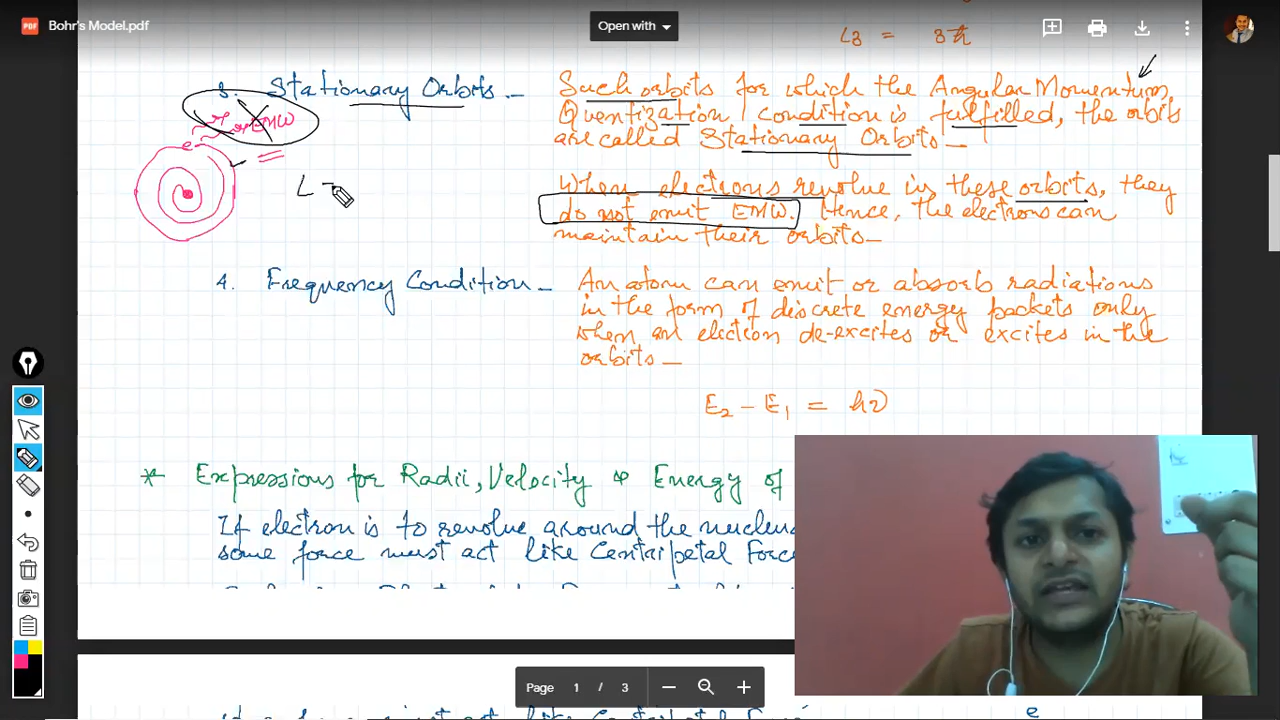 Bohr's Model.pdf
Open with
L3 = 3ħ
3. Stationary Orbits –
Such orbits for which the Angular Momentum
Quantization condition is fulfilled, the orbits
are called Stationary Orbits –
or EMW
e
L =
When electrons revolve in these orbits, they
do not emit EMW. Hence, the electrons can
maintain their orbits –
4. Frequency Condition –
An atom can emit or absorb radiations
in the form of discrete energy packets only
when an electron de-excites or excites in the
orbits –
E2 – E1 = hν
* Expressions for Radii, Velocity & Energy of
If electron is to revolve around the nucleus
some force must act like Centripetal Force
Page 1 / 3
e